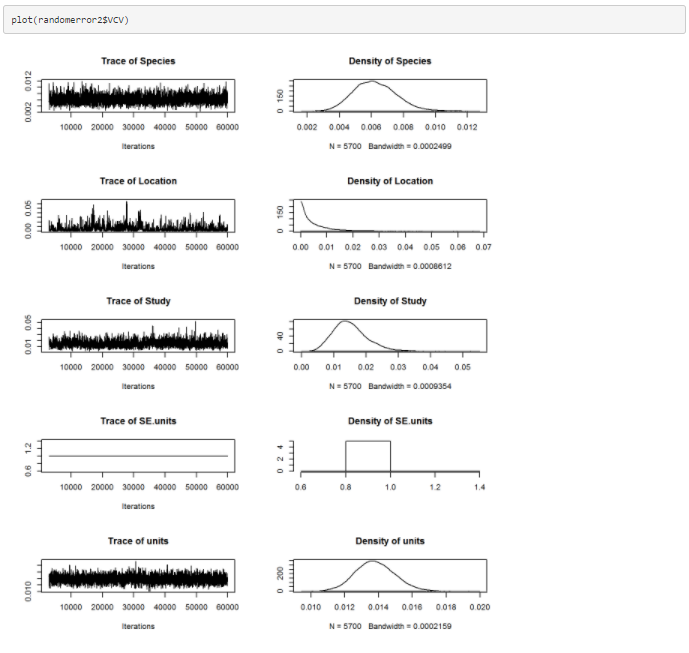 plot(randomerror2$VCV)
Trace of Species
Density of Species
0.002 0.012
10000 20000 30000 40000 50000 60000
Iterations
0 150
0.002 0.004 0.006 0.008 0.010 0.012
N = 5700 Bandwidth = 0.0002499
Trace of Location
Density of Location
0.00 0.05
10000 20000 30000 40000 50000 60000
Iterations
0 150
0.00 0.01 0.02 0.03 0.04 0.05 0.06 0.07
N = 5700 Bandwidth = 0.0008612
Trace of Study
Density of Study
0.01 0.05
10000 20000 30000 40000 50000 60000
Iterations
0 40
0.00 0.01 0.02 0.03 0.04 0.05
N = 5700 Bandwidth = 0.0009354
Trace of SE.units
Density of SE.units
0.6 1.2
10000 20000 30000 40000 50000 60000
Iterations
0 2 4
0.6 0.8 1.0 1.2 1.4
Trace of units
Density of units
0.010
10000 20000 30000 40000 50000 60000
Iterations
0 200
0.010 0.012 0.014 0.016 0.018 0.020
N = 5700 Bandwidth = 0.0002159